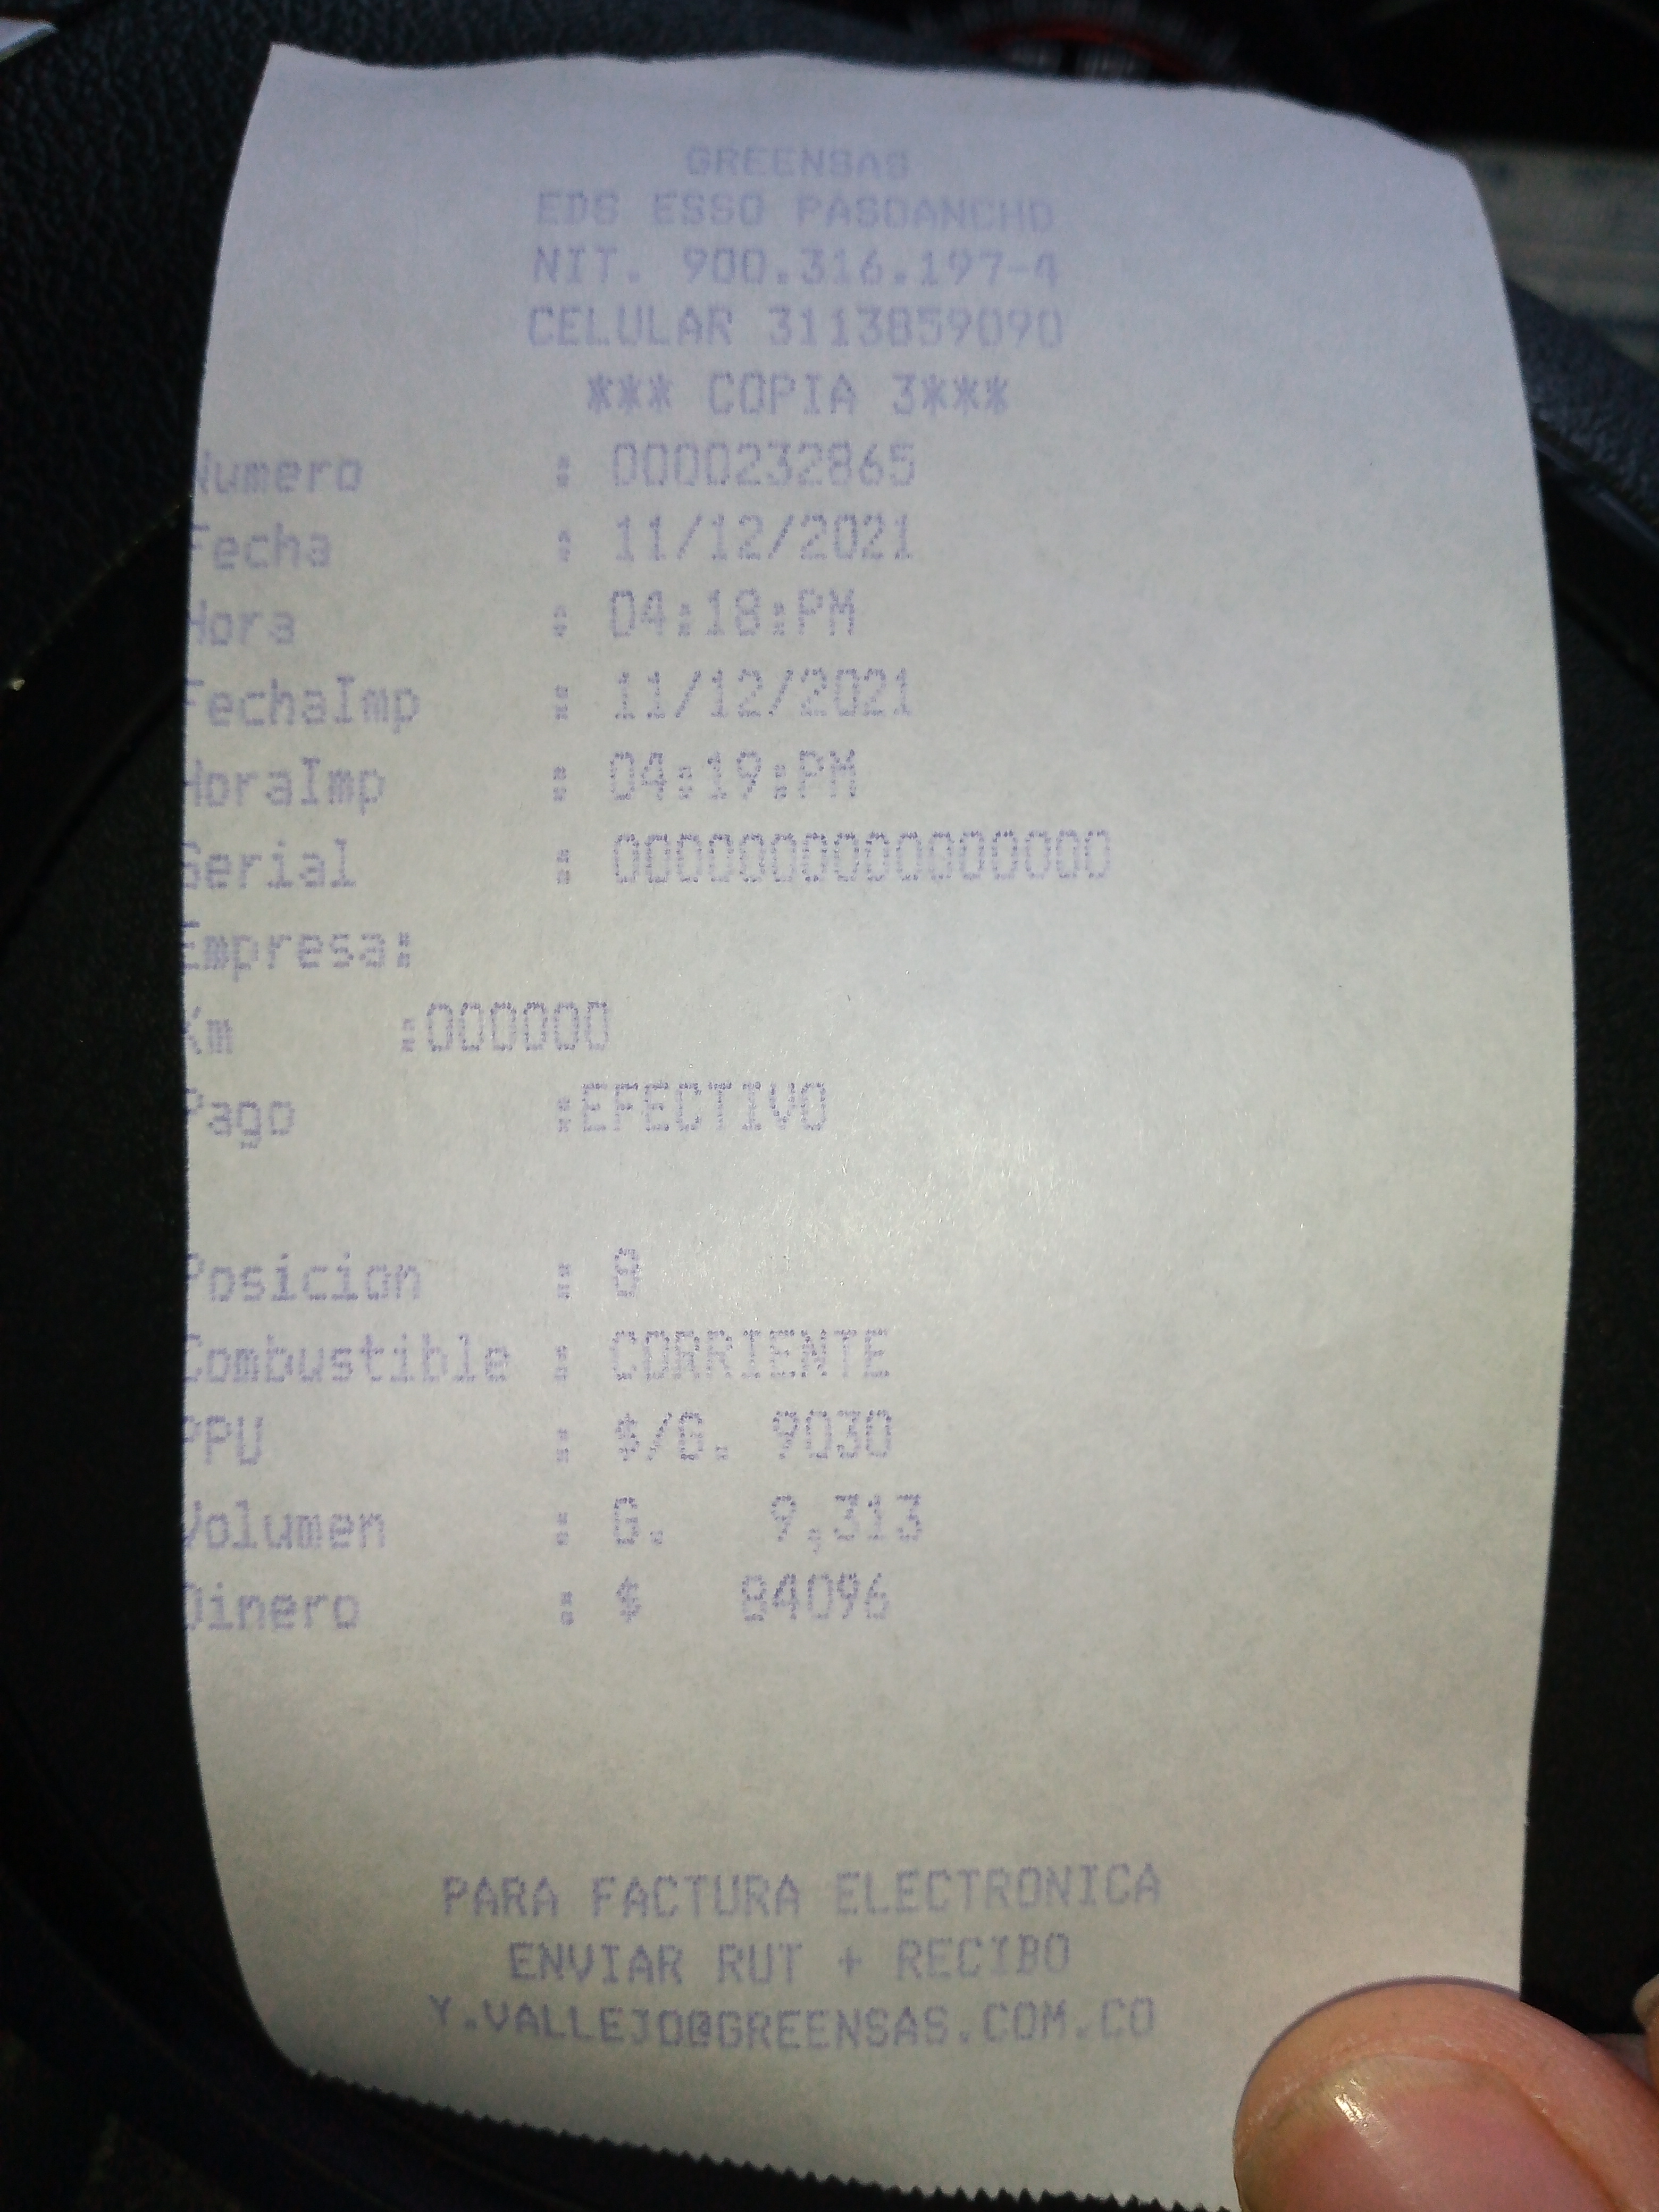 GREENSAS
EDS ESSO PASOANCHO
NIT. 900.316.197-4
CELULAR 3113859090
*** COPIA 3***
Numero : 0000232865
Fecha : 11/12/2021
Hora : 04:18:PM
FechaImp : 11/12/2021
HoraImp : 04:19:PM
Serial : 0000000000000000
Empresa:
Km :000000
Pago :EFECTIVO
Posicion : 8
Combustible : CORRIENTE
PPU : $/G. 9030
Volumen : G. 9,313
Dinero : $ 84096
PARA FACTURA ELECTRONICA
ENVIAR RUT + RECIBO
Y.VALLEJO@GREENSAS.COM.CO